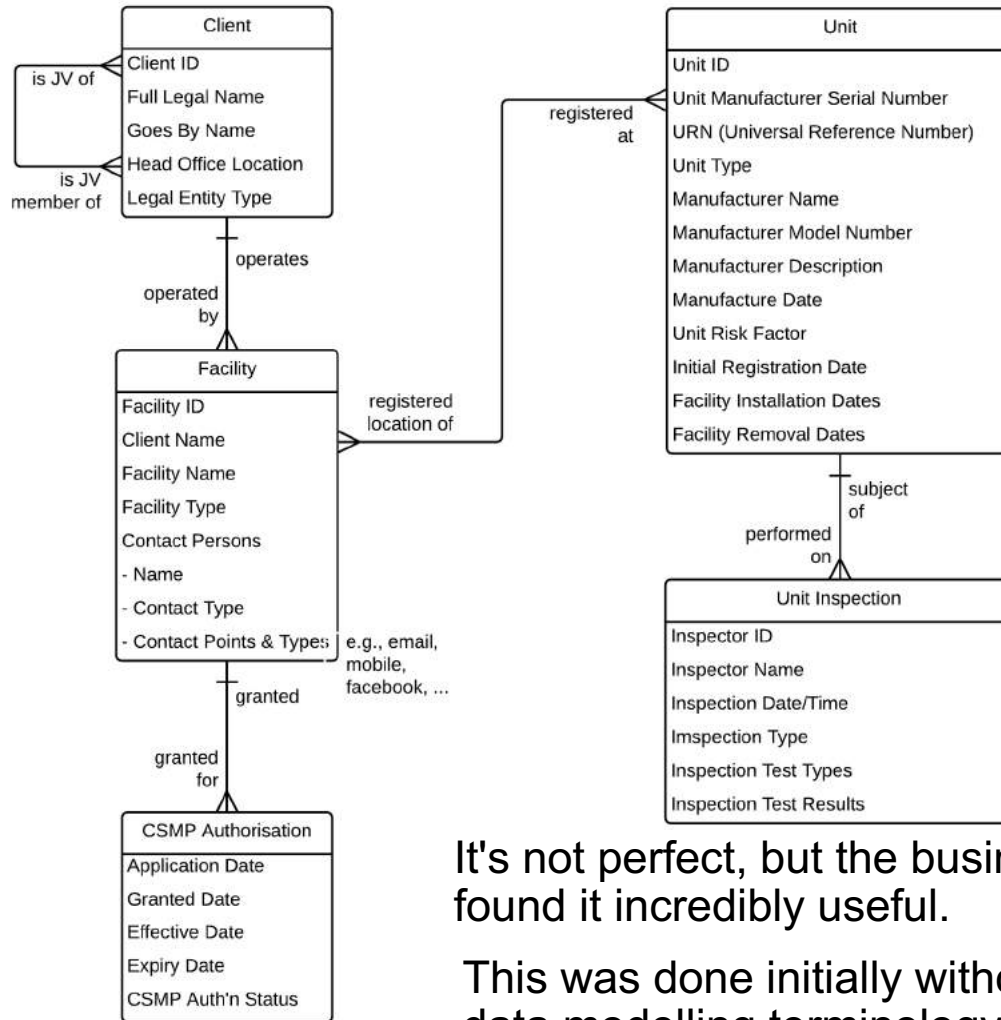 Client
Client ID
Full Legal Name
Goes By Name
Head Office Location
Legal Entity Type
is JV of
is JV
member of
operates
operated
by
Facility
Facility ID
Client Name
Facility Name
Facility Type
Contact Persons
- Name
- Contact Type
- Contact Points & Types
e.g., email,
mobile,
facebook, ...
granted
granted
for
CSMP Authorisation
Application Date
Granted Date
Effective Date
Expiry Date
CSMP Auth'n Status
registered
at
registered
location of
Unit
Unit ID
Unit Manufacturer Serial Number
URN (Universal Reference Number)
Unit Type
Manufacturer Name
Manufacturer Model Number
Manufacturer Description
Manufacture Date
Unit Risk Factor
Initial Registration Date
Facility Installation Dates
Facility Removal Dates
subject
of
performed
on
Unit Inspection
Inspector ID
Inspector Name
Inspection Date/Time
Imspection Type
Inspection Test Types
Inspection Test Results
It's not perfect, but the
found it incredibly useful.
This was done initially
data modelling terminology